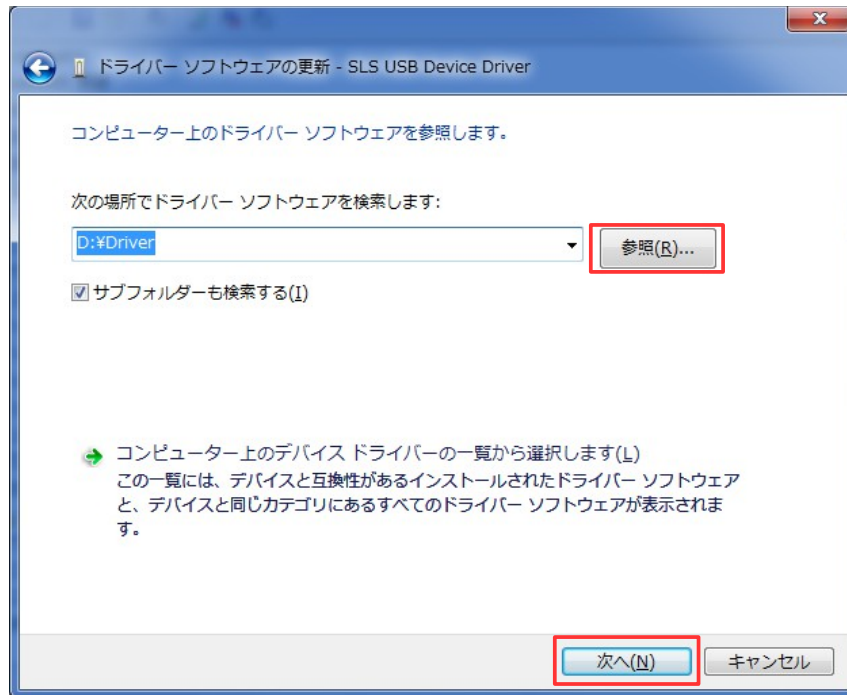 ドライバー ソフトウェアの更新 - SLS USB Device Driver
コンピューター上のドライバー ソフトウェアを参照します。
次の場所でドライバー ソフトウェアを検索します:
D:¥Driver
参照(R)...
サブフォルダーも検索する(I)
コンピューター上のデバイス ドライバーの一覧から選択します(L)
この一覧には、デバイスと互換性があるインストールされたドライバー ソフトウェア
と、デバイスと同じカテゴリにあるすべてのドライバー ソフトウェアが表示されま
す。
次へ(N)
キャンセル